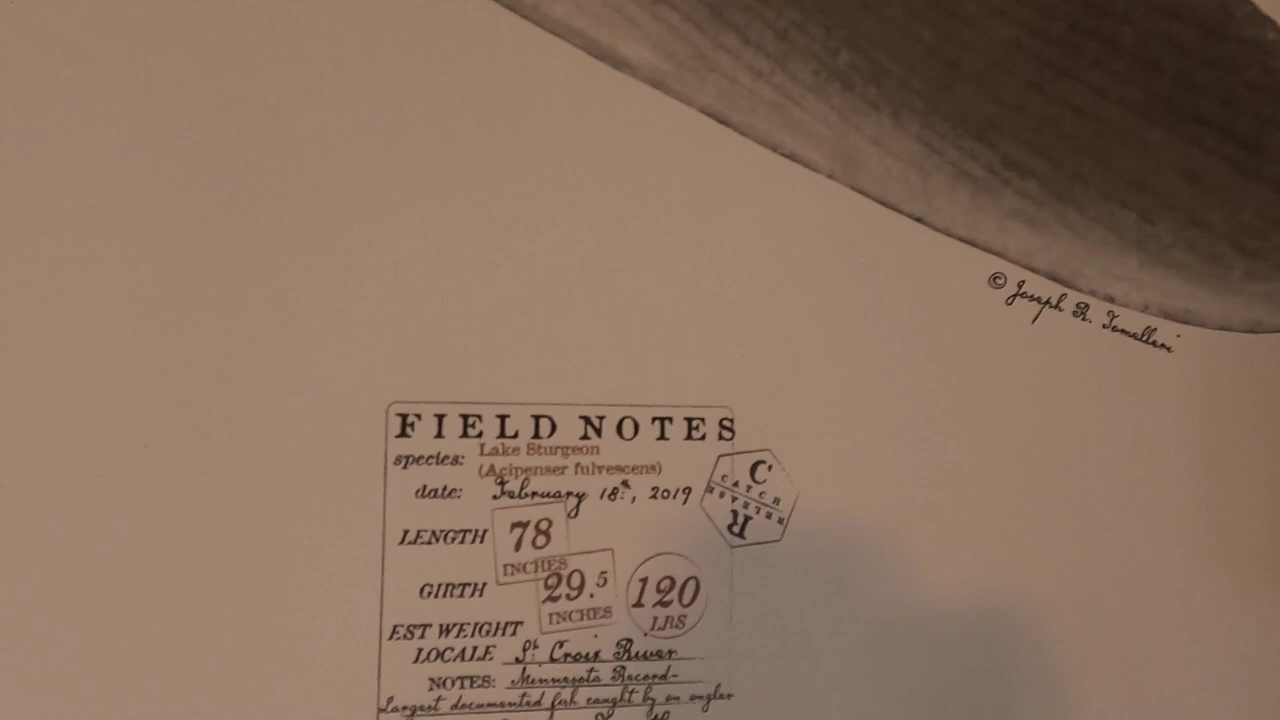 © Joseph R. Tomelleri
FIELD NOTES
species: Lake Sturgeon
(Acipenser fulvescens)
date: February 18th, 2019
C
CATCH
RELEASE
R
LENGTH 78
INCHES
GIRTH 29.5
INCHES
EST WEIGHT 120
LBS
LOCALE St. Croix River
NOTES: Minnesota Record-
Largest documented fish caught by an angler